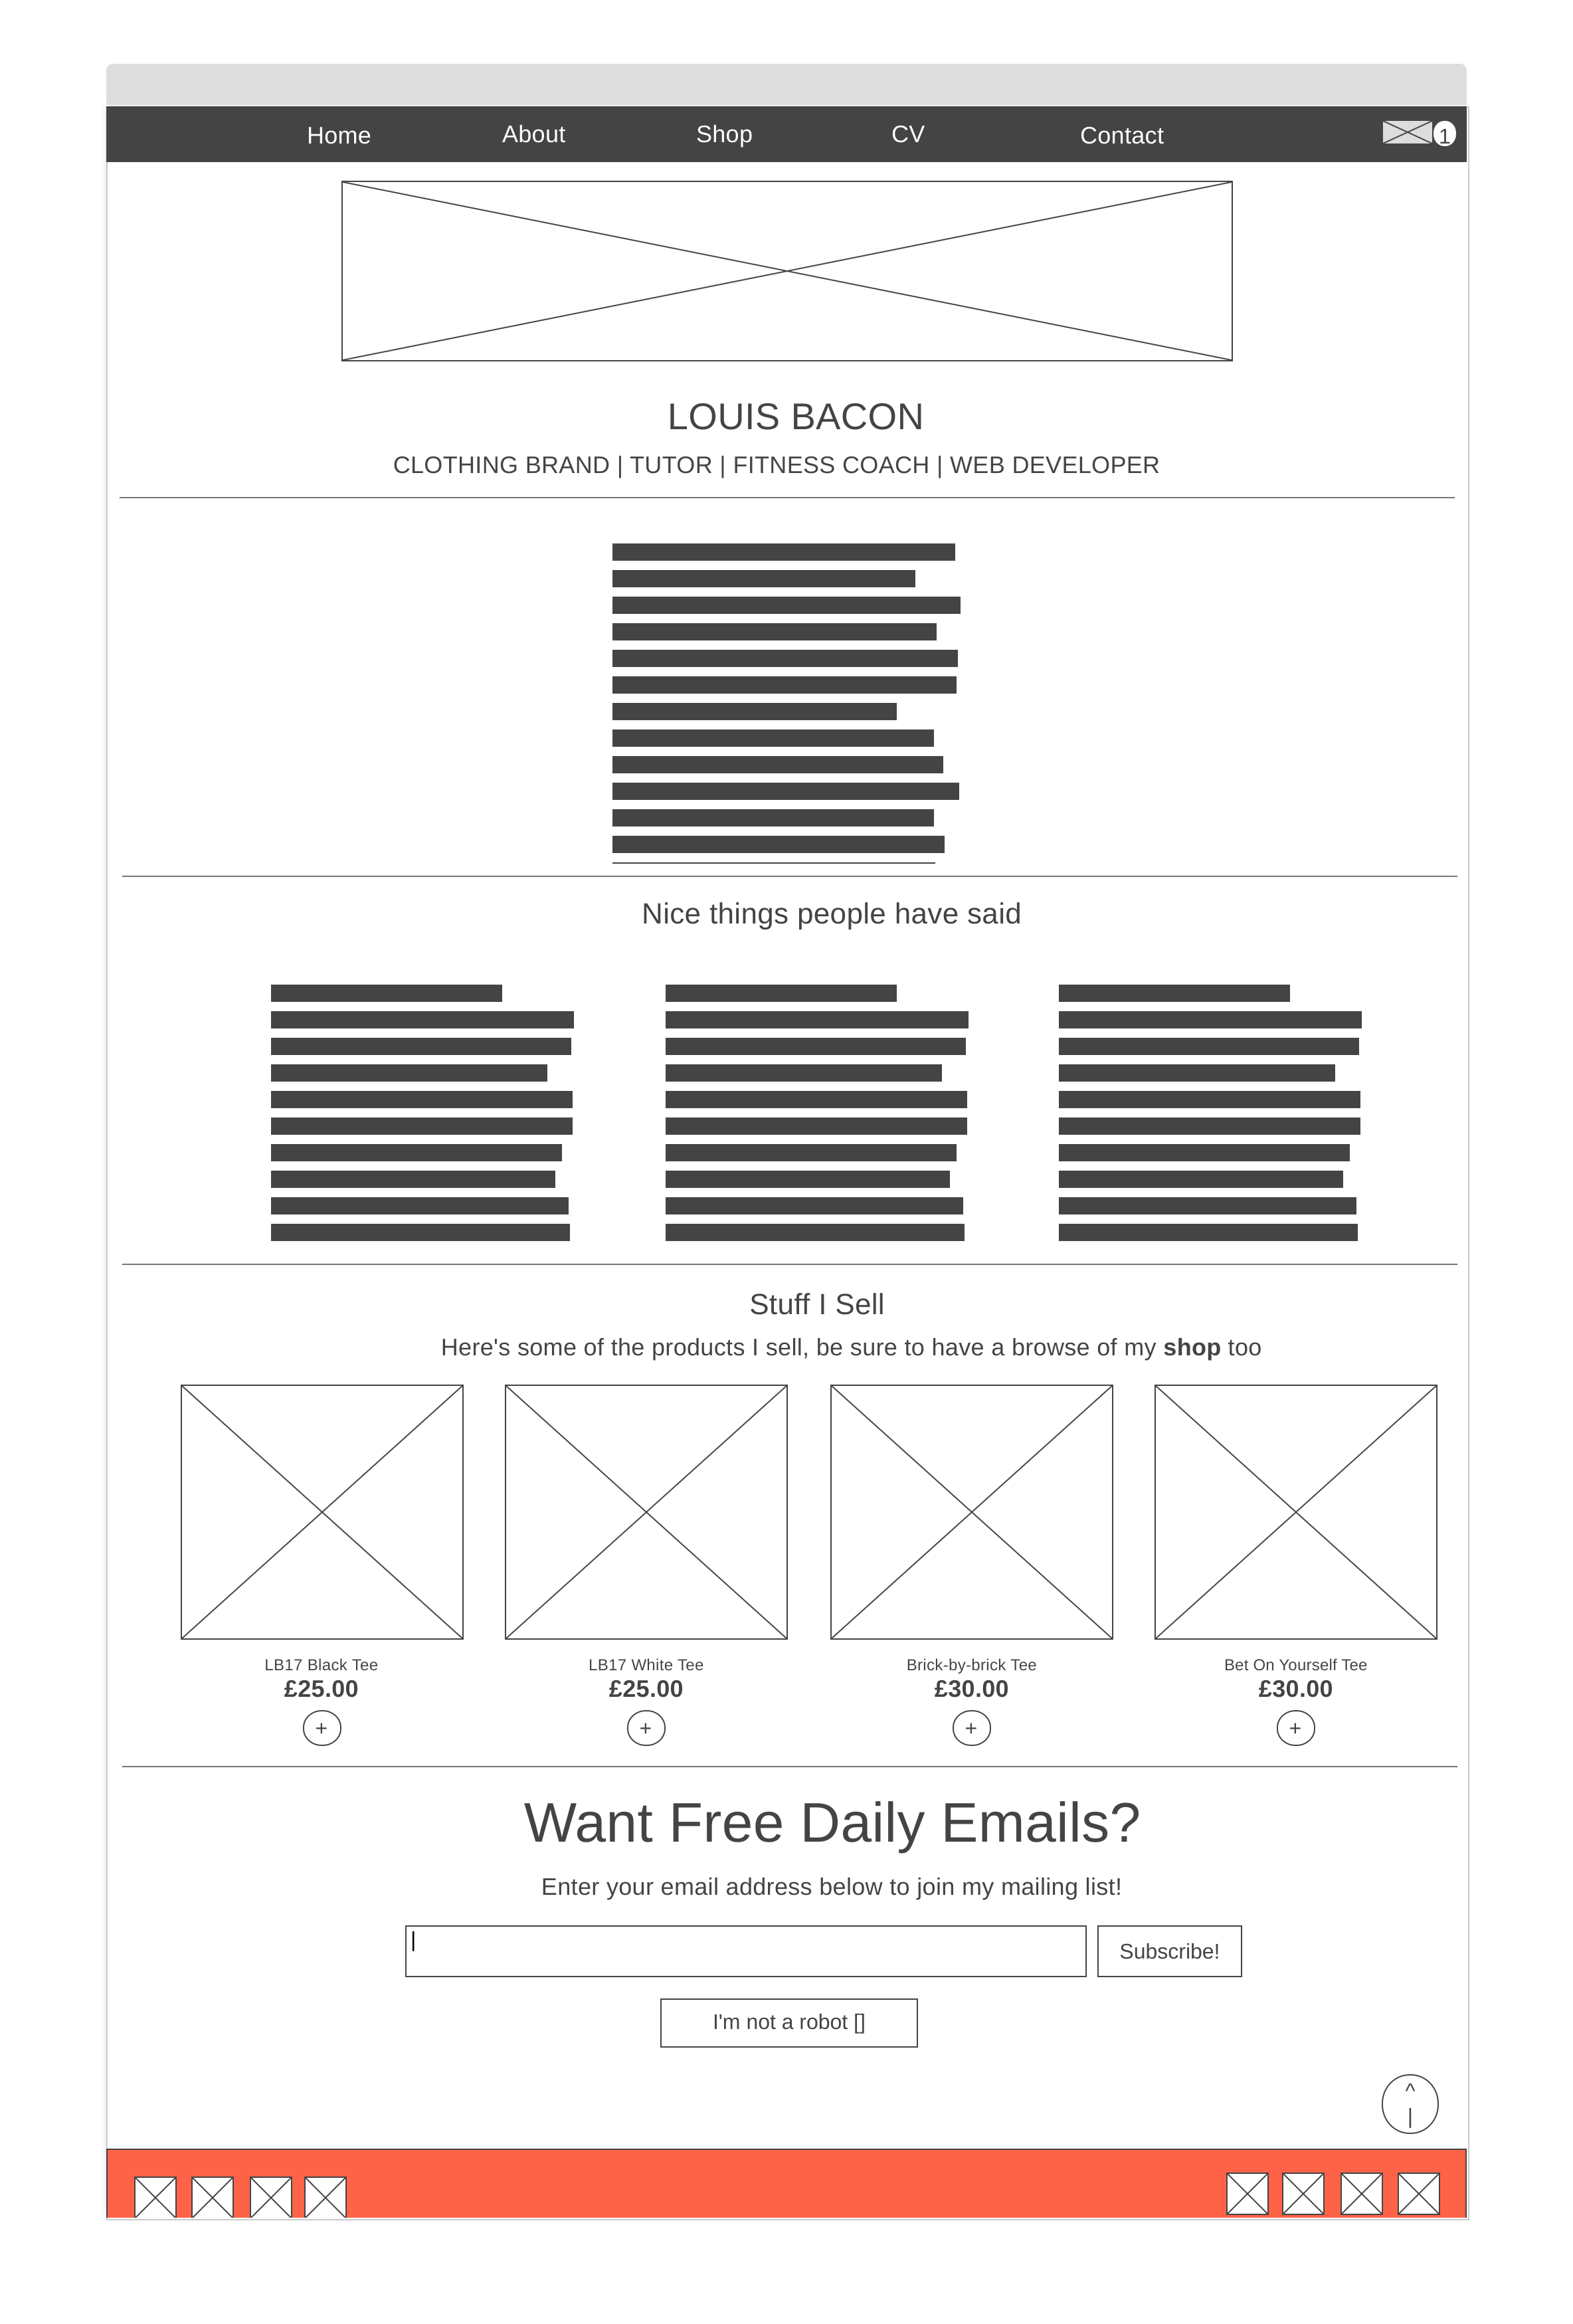 Home About Shop CV Contact 1
LOUIS BACON
CLOTHING BRAND | TUTOR | FITNESS COACH | WEB DEVELOPER
Nice things people have said
Stuff I Sell
Here's some of the products I sell, be sure to have a browse of my shop too
LB17 Black Tee LB17 White Tee Brick-by-brick Tee Bet On Yourself Tee
£25.00 £25.00 £30.00 £30.00
+ + + +
Want Free Daily Emails?
Enter your email address below to join my mailing list!
Subscribe!
I'm not a robot []
^
|